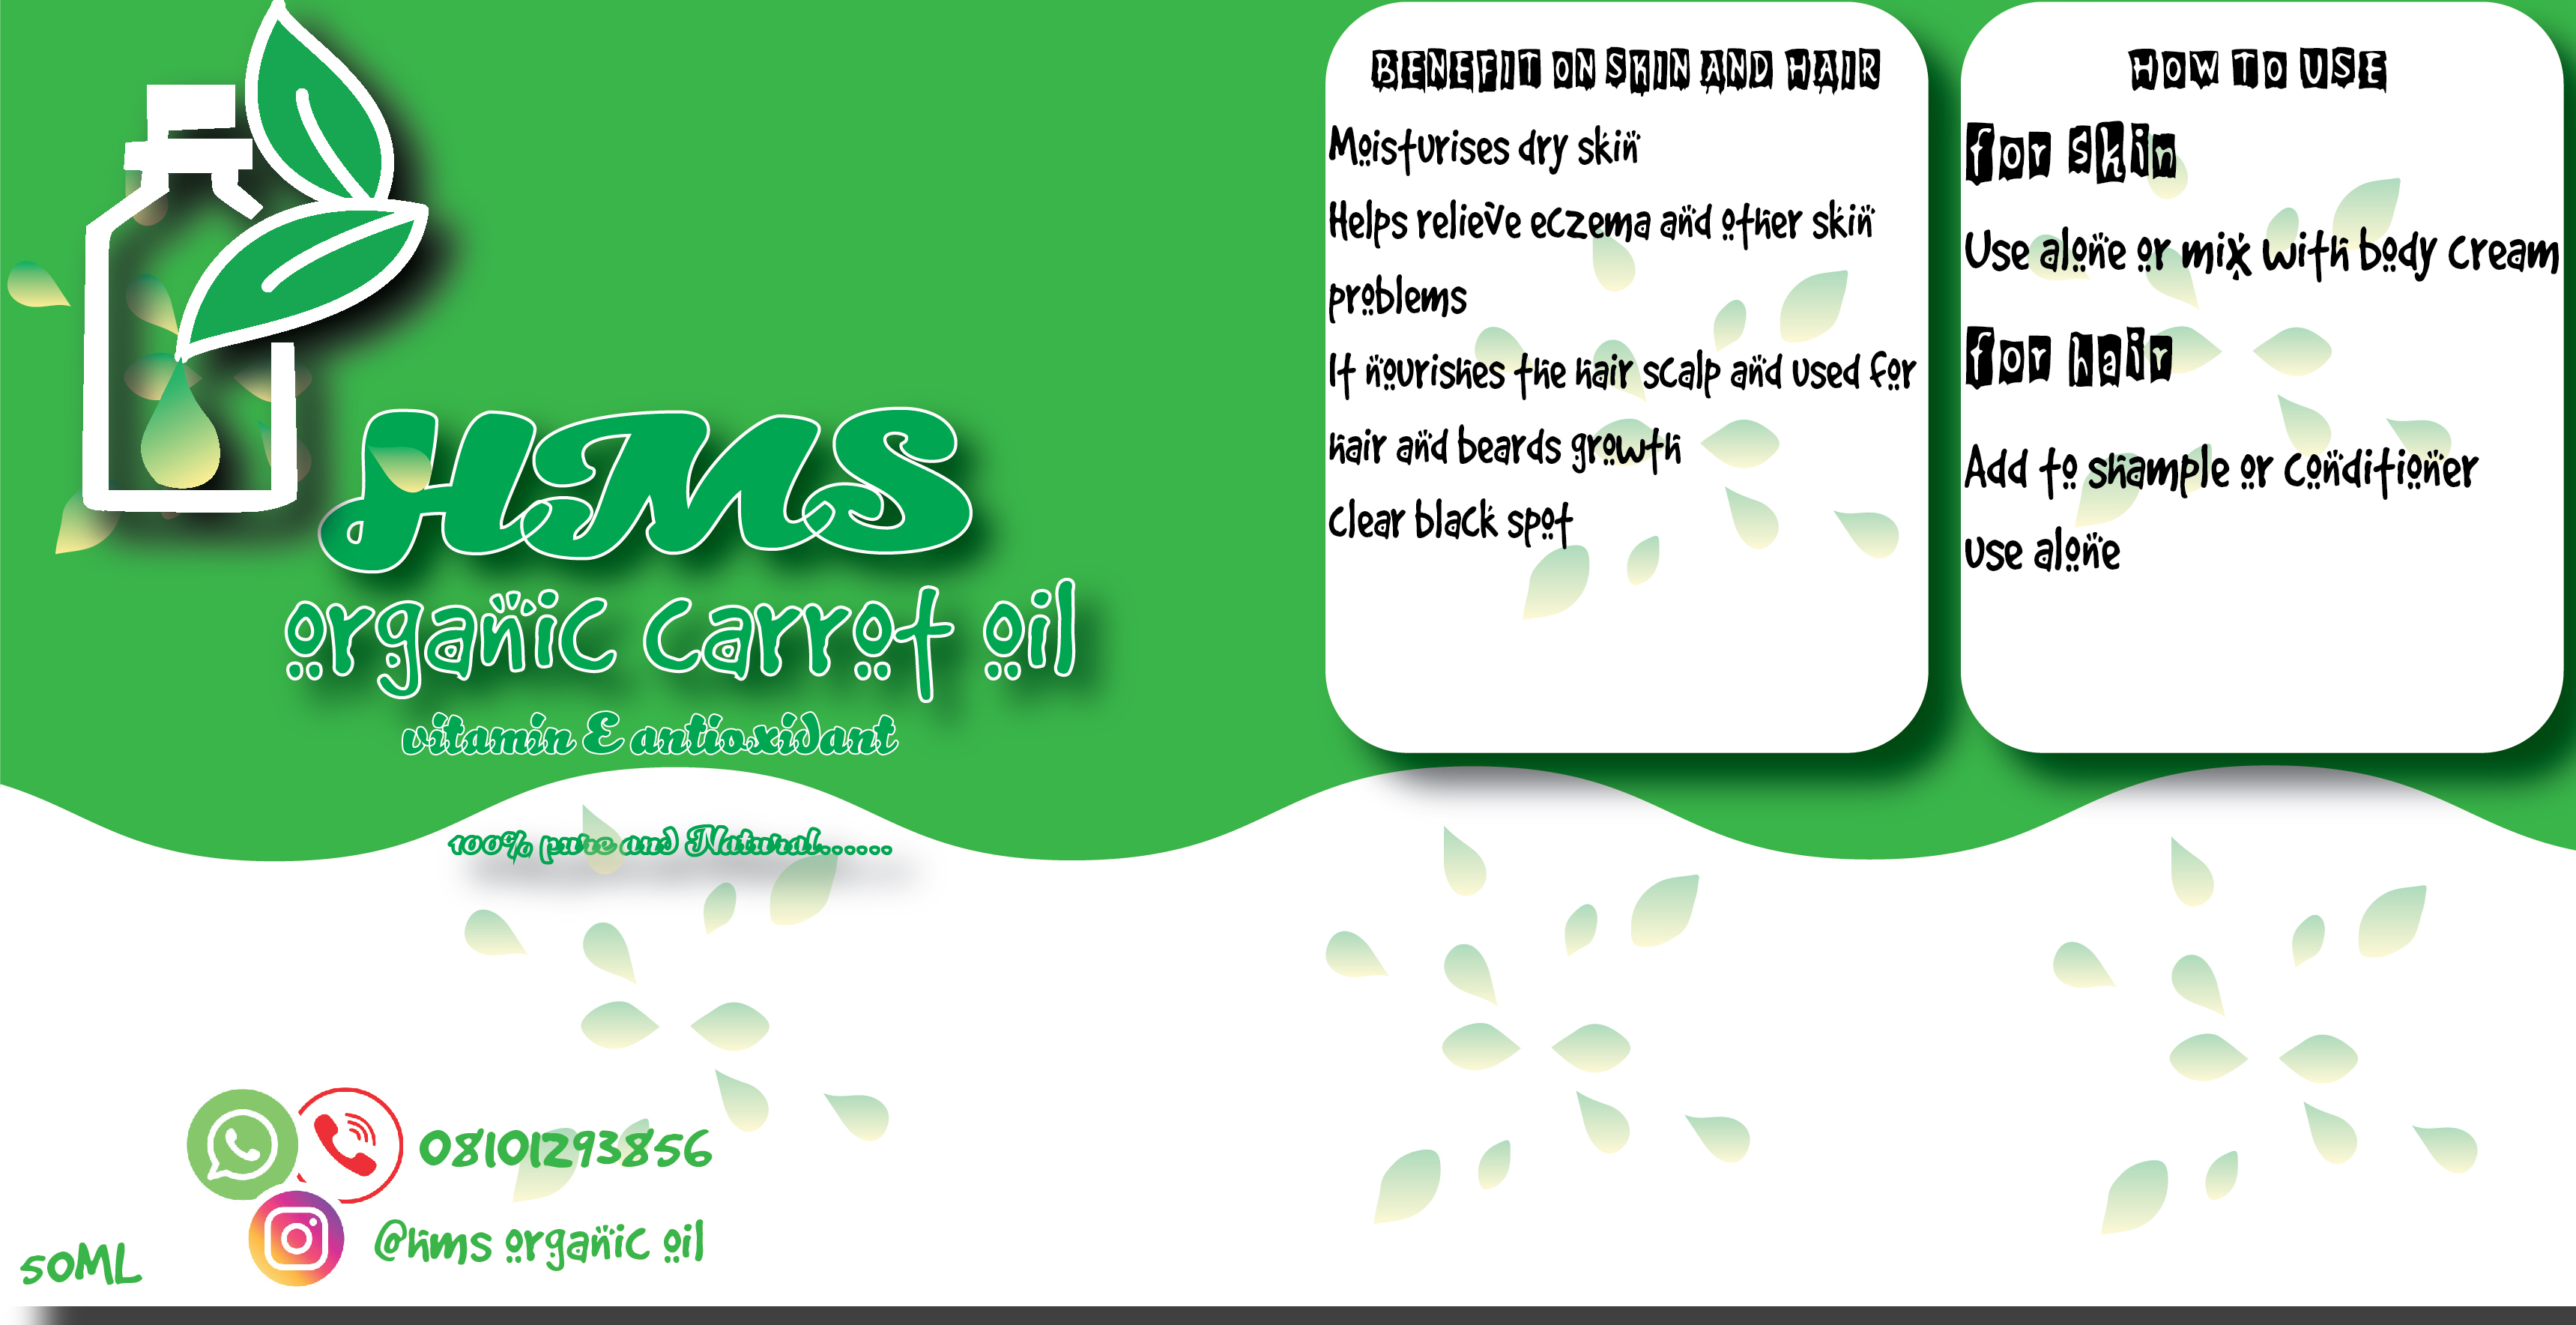 HMS
organic carrot oil
vitamin E antioxidant
100% pure and Natural......
08101293856
@hms organic oil
50ML
BENEFIT ON SKIN AND HAIR
Moisturises dry skin
Helps relieve eczema and other skin
problems
It nourishes the hair scalp and used for
hair and beards growth
clear black spot
HOW TO USE
for skin
Use alone or mix with body cream
for hair
Add to shample or conditioner
use alone